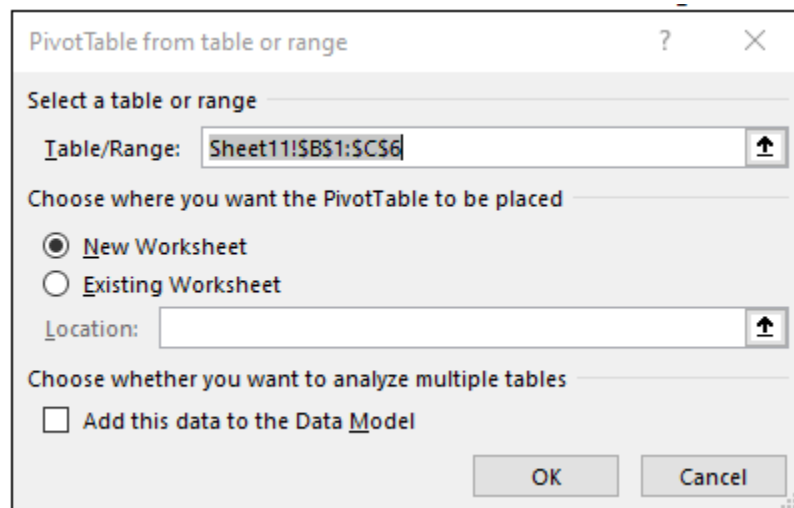 PivotTable from table or range ? ×
Select a table or range
Table/Range: Sheet11!$B$1:$C$6
Choose where you want the PivotTable to be placed
New Worksheet
Existing Worksheet
Location:
Choose whether you want to analyze multiple tables
Add this data to the Data Model
OK Cancel